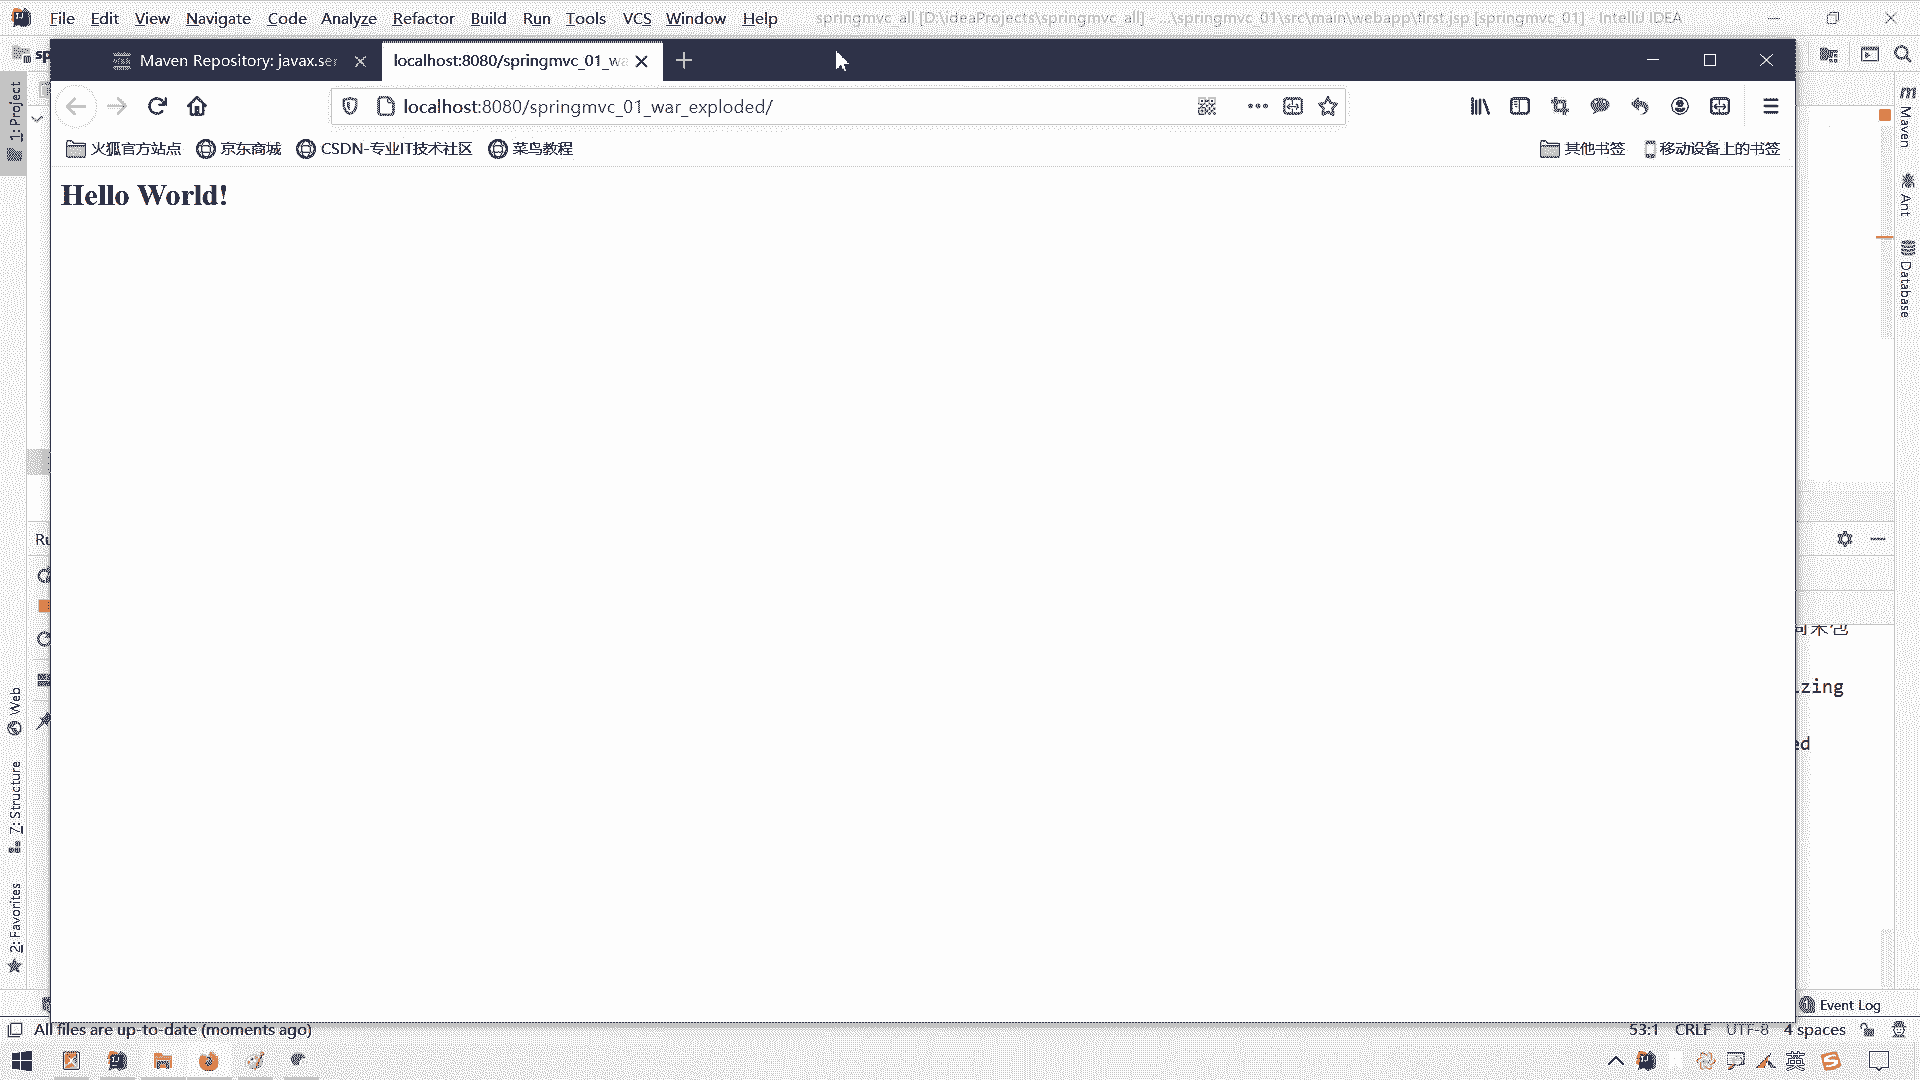 File Edit View Navigate Code Analyze Refactor Build Run Tools VCS Window Help
springmvc_all [D:\ideaProjects\springmvc_all] - ...\springmvc_01\src\main\webapp\first.jsp [springmvc_01] - IntelliJ IDEA
sp
Maven Repository: javax.ser
localhost:8080/springmvc_01_wa
localhost:8080/springmvc_01_war_exploded/
火狐官方站点 京东商城 CSDN-专业IT技术社区 菜鸟教程 其他书签 移动设备上的书签
Hello World!
1: Project
Maven
Ant
Database
Ru
zing
ed
Web
7: Structure
2: Favorites
Event Log
All files are up-to-date (moments ago) 53:1 CRLF UTF-8 4 spaces
英